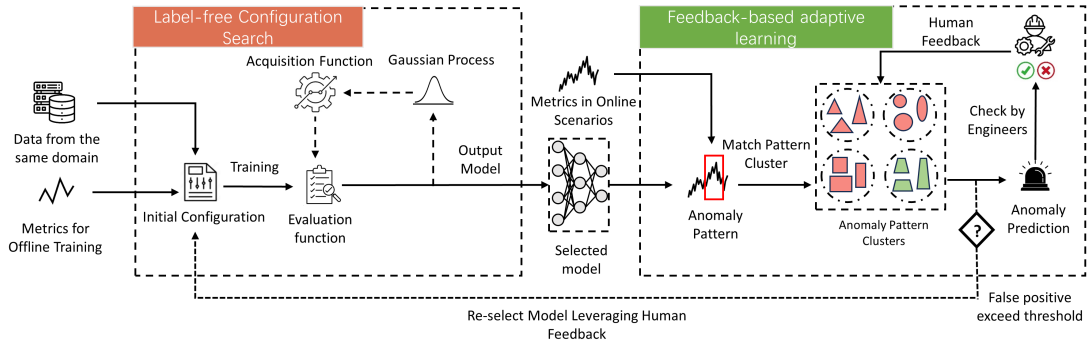 Label-free Configuration
Search
Feedback-based adaptive
learning
Human
Feedback
Acquisition Function
Gaussian Process
Metrics in Online
Scenarios
Data from the
same domain
Training
Output
Model
Match Pattern
Cluster
Check by
Engineers
Metrics for
Offline Training
Initial Configuration
Evaluation
function
Selected
model
Anomaly
Pattern
Anomaly Pattern
Clusters
?
Anomaly
Prediction
False positive
exceed threshold
Re-select Model Leveraging Human
Feedback